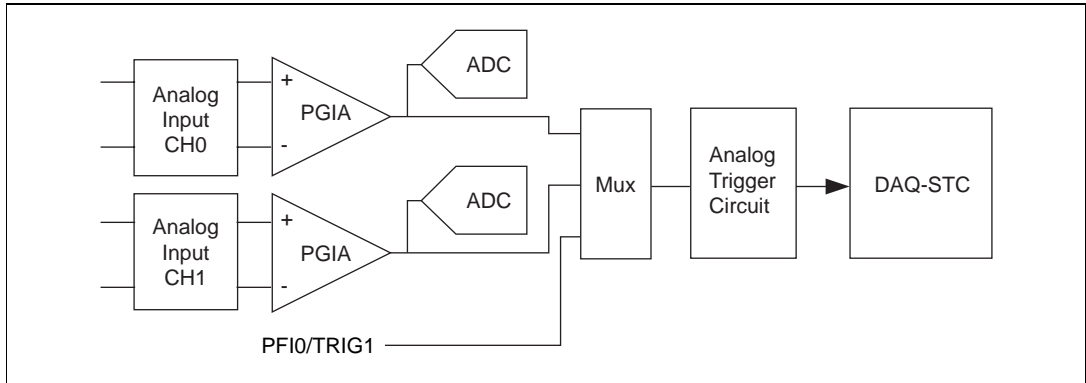 Analog
Input
CH0
+
-
PGIA
ADC
Analog
Input
CH1
+
-
PGIA
ADC
PFI0/TRIG1
Mux
Analog
Trigger
Circuit
DAQ-STC